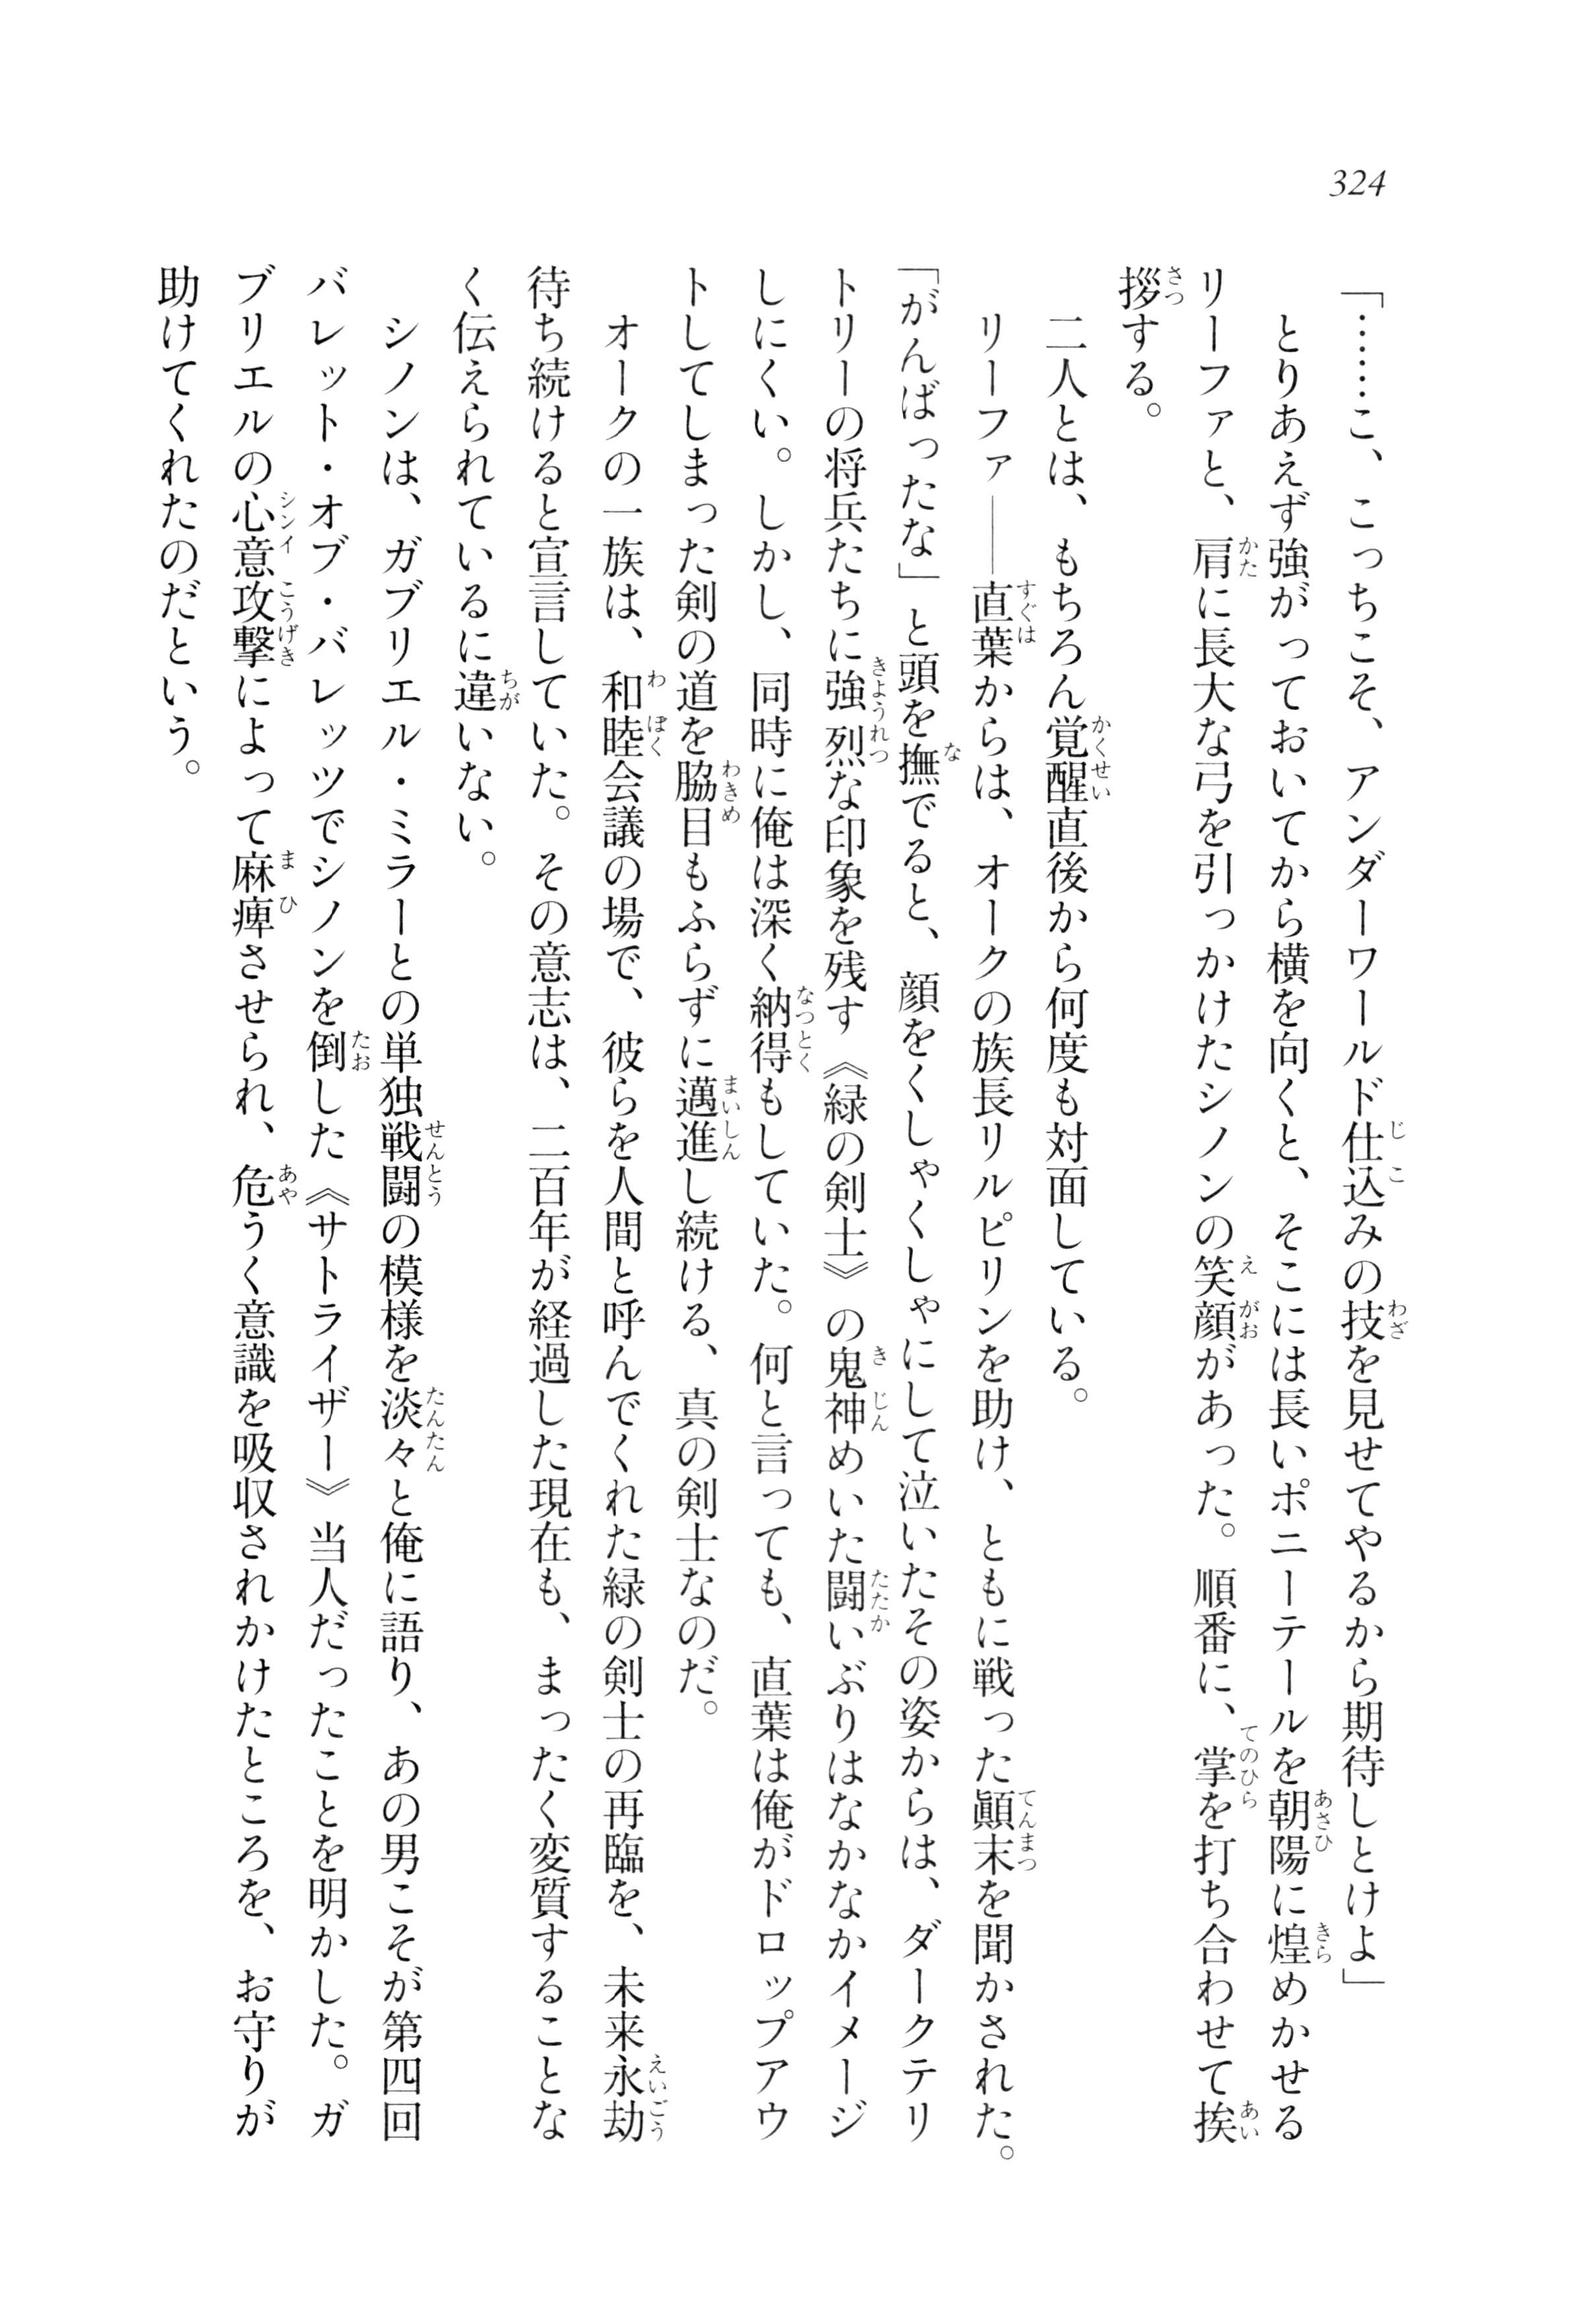 324
「……こ、こっちこそ、アンダーワールド仕込みの技を見せてやるから期待しとけよ」
　とりあえず強がっておいてから横を向くと、そこには長いポニーテールを朝陽に煌めかせる
リーファと、肩に長大な弓を引っかけたシノンの笑顔があった。順番に、掌を打ち合わせて挨
拶する。
　二人とは、もちろん覚醒直後から何度も対面している。
　リーファ――直葉からは、オークの族長リルピリンを助け、ともに戦った顚末を聞かされた。
「がんばったな」と頭を撫でると、顔をくしゃくしゃにして泣いたその姿からは、ダークテリ
トリーの将兵たちに強烈な印象を残す《緑の剣士》の鬼神めいた闘いぶりはなかなかイメージ
しにくい。しかし、同時に俺は深く納得もしていた。何と言っても、直葉は俺がドロップアウ
トしてしまった剣の道を脇目もふらずに邁進し続ける、真の剣士なのだ。
　オークの一族は、和睦会議の場で、彼らを人間と呼んでくれた緑の剣士の再臨を、未来永劫
待ち続けると宣言していた。その意志は、二百年が経過した現在も、まったく変質することな
く伝えられているに違いない。
　シノンは、ガブリエル・ミラーとの単独戦闘の模様を淡々と俺に語り、あの男こそが第四回
バレット・オブ・バレッツでシノンを倒した《サトライザー》当人だったことを明かした。ガ
ブリエルの心意攻撃によって麻痺させられ、危うく意識を吸収されかけたところを、お守りが
助けてくれたのだという。